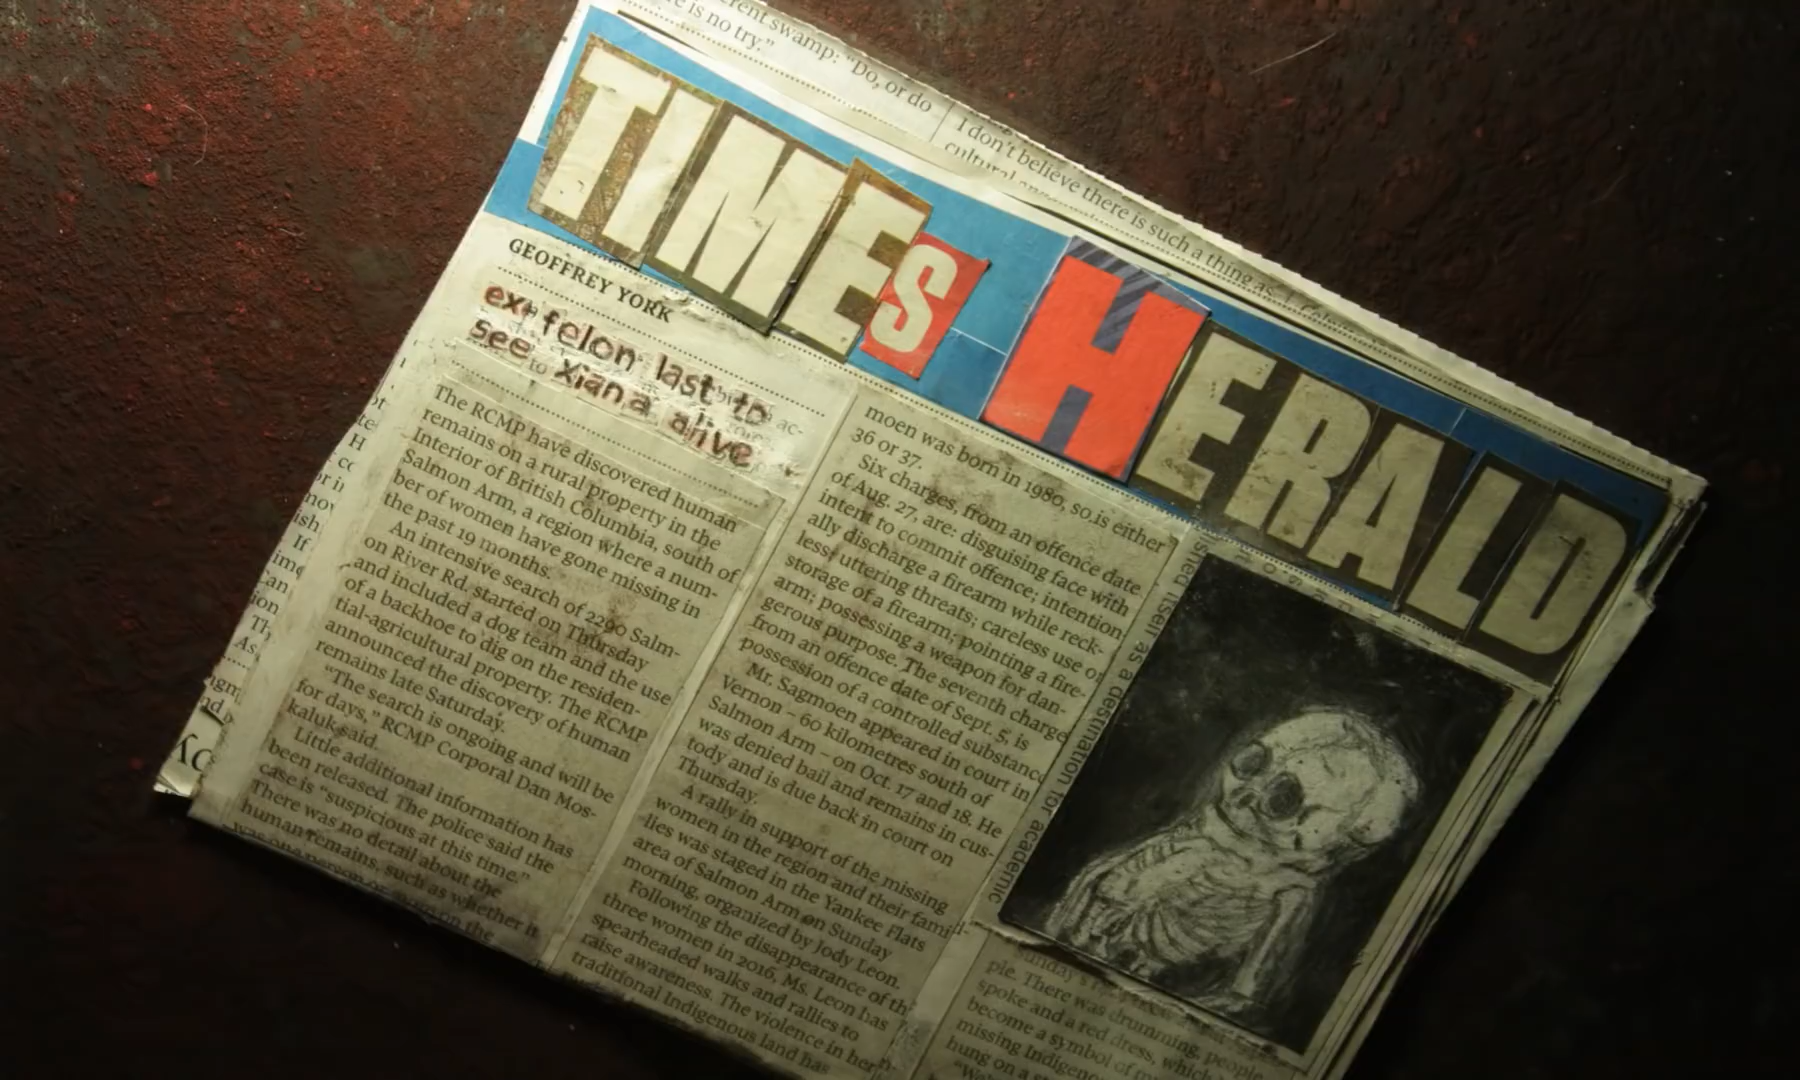 erent swamp: "Do, or do
e is no try."
I don't believe there is such a thing as
cultural
TIMEs HERALD
GEOFFREY YORK
ex-felon last to
see Xiana alive
The RCMP have discovered human
remains on a rural property in the
Interior of British Columbia, south of
Salmon Arm, a region where a num-
ber of women have gone missing in
the past 19 months.
An intensive search of 2290 Salm-
on River Rd. started on Thursday
and included a dog team and the use
of a backhoe to dig on the residen-
tial-agricultural property. The RCMP
announced the discovery of human
remains late Saturday.
"The search is ongoing and will be
for days," RCMP Corporal Dan Mos-
kaluk said.
Little additional information has
been released. The police said the
case is "suspicious at this time."
There was no detail about the
human remains, such as whether it
was one person or
on the
moen was born in 1980, so is either
36 or 37.
Six charges, from an offence date
of Aug. 27, are: disguising face with
intent to commit offence; intention-
ally discharge a firearm while reck-
less; uttering threats; careless use or
storage of a firearm; pointing a fire-
arm; possessing a weapon for dan-
gerous purpose. The seventh charge,
from an offence date of Sept. 5, is
possession of a controlled substance.
Mr. Sagmoen appeared in court in
Vernon – 60 kilometres south of
Salmon Arm – on Oct. 17 and 18. He
was denied bail and remains in cus-
tody and is due back in court on
Thursday.
A rally in support of the missing
women in the region and their fami-
lies was staged in the Yankee Flats
area of Salmon Arm on Sunday
morning, organized by Jody Leon.
Following the disappearance of th
three women in 2016, Ms. Leon has
spearheaded walks and rallies to
raise awareness. The violence in her
traditional Indigenous land has
itself as a destination for academic
ple. There was drumming, people
spoke and a red dress, which
become a symbol of
missing Indigenou
hung on a